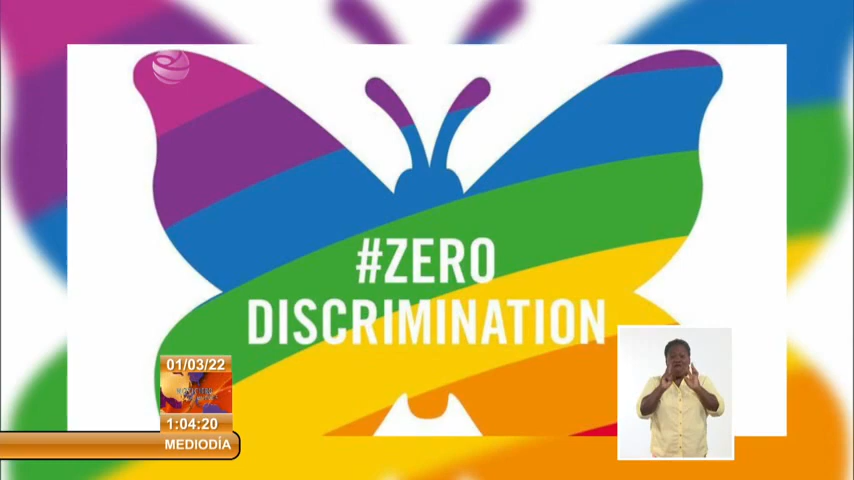 #ZERO
DISCRIMINATION
01/03/22
1:04:20
MEDIODÍA